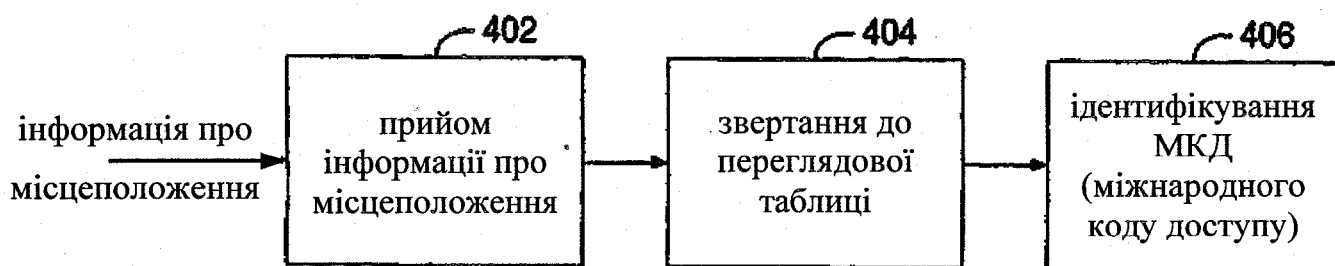 інформація про
місцеположення
402
прийом
інформації про
місцеположення
404
звертання до
переглядової
таблиці
406
ідентифікування
МКД
(міжнародного
коду доступу)